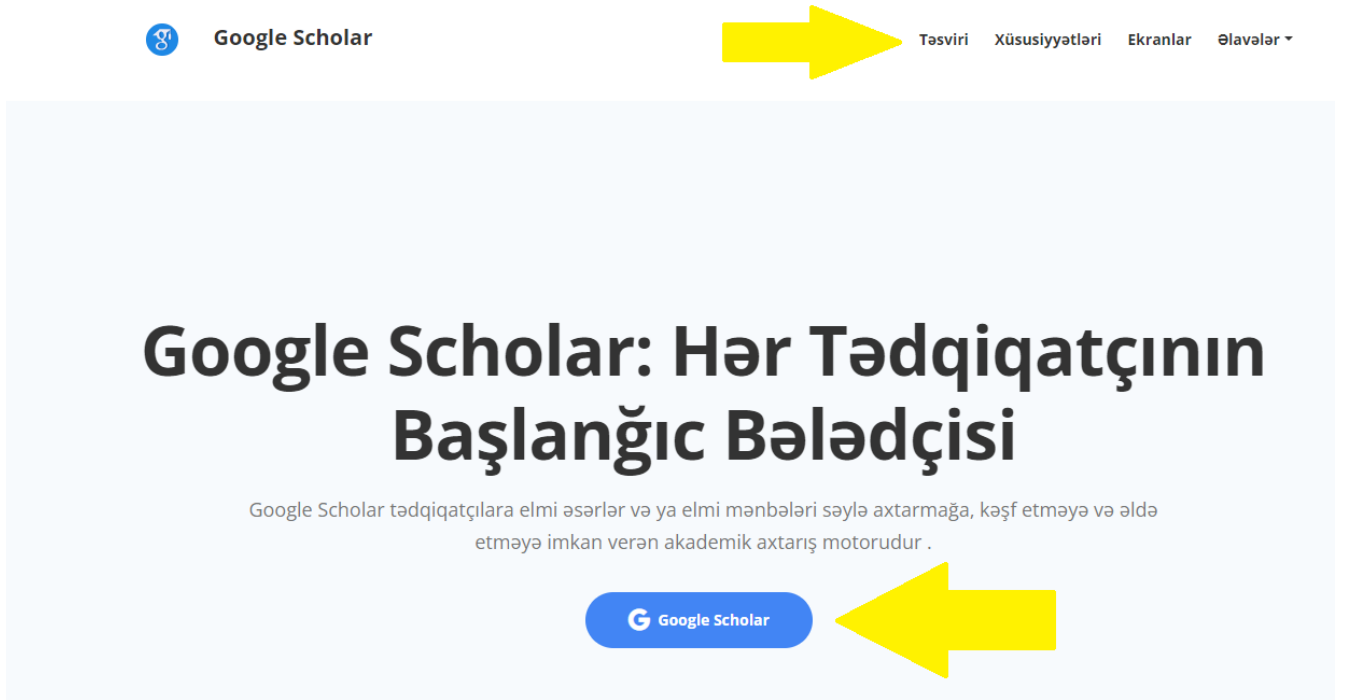 Google Scholar
Təsviri Xüsusiyyətləri Ekranlar Əlavələr
Google Scholar: Hər Tədqiqatçının
Başlanğıc Bələdçisi
Google Scholar tədqiqatçılara elmi əsərlər və ya elmi mənbələri səylə axtarmağa, kəşf etməyə və əldə
etməyə imkan verən akademik axtarış motorudur .
G Google Scholar